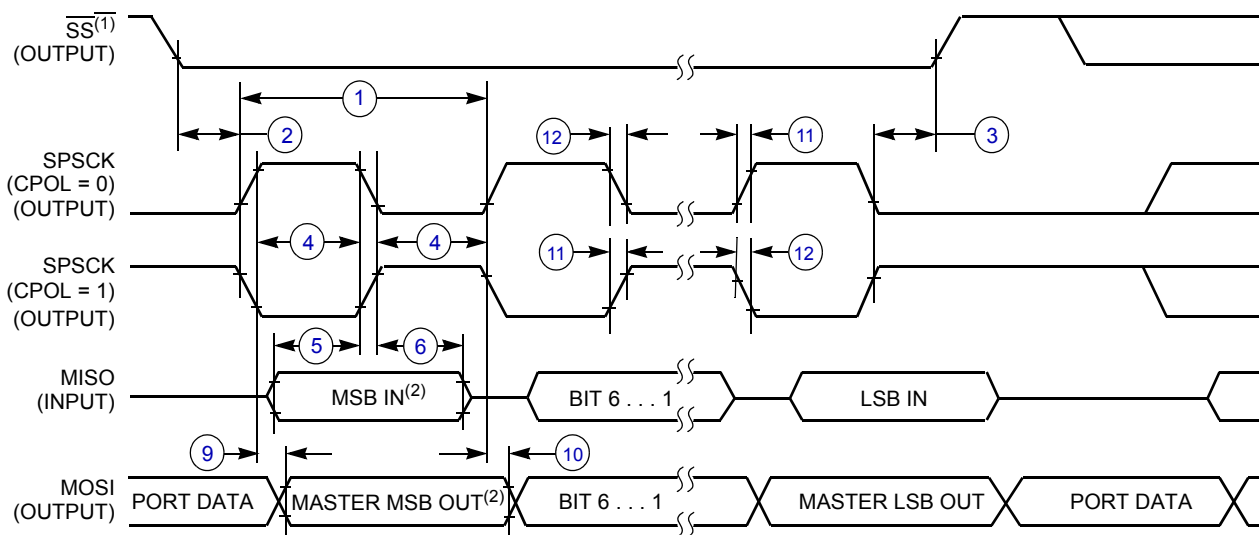 SS(1)
(OUTPUT)
1
2
12
11
3
SPSCK
(CPOL = 0)
(OUTPUT)
4
4
SPSCK
(CPOL = 1)
(OUTPUT)
11
12
5
6
MISO
(INPUT)
MSB IN(2)
BIT 6 . . . 1
LSB IN
9
10
MOSI
(OUTPUT)
PORT DATA
MASTER MSB OUT(2)
BIT 6 . . . 1
MASTER LSB OUT
PORT DATA